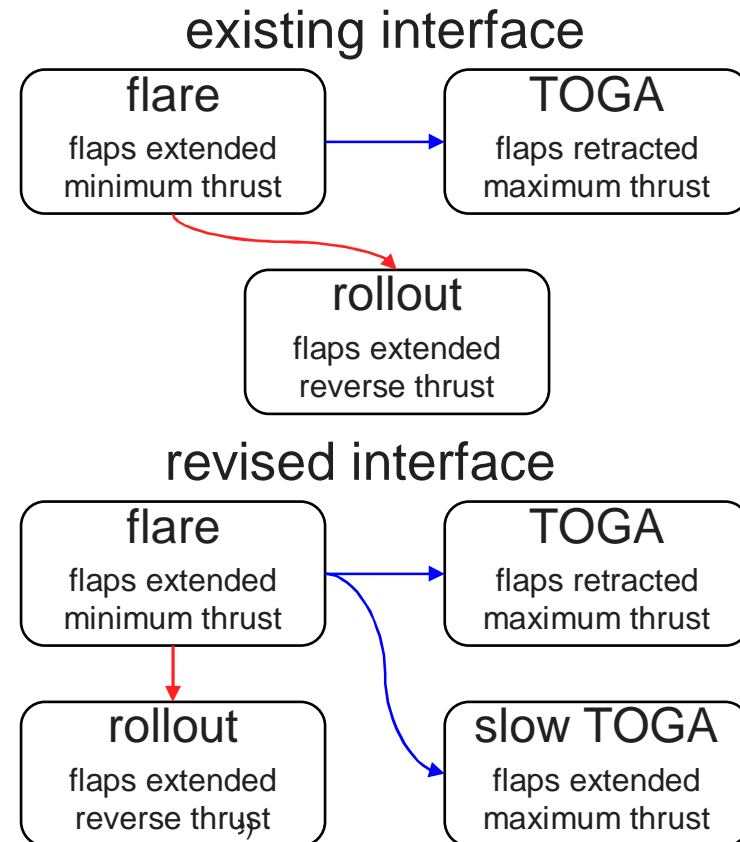 existing interface
flare
flaps extended
minimum thrust
TOGA
flaps retracted
maximum thrust
rollout
flaps extended
reverse thrust
revised interface
flare
flaps extended
minimum thrust
TOGA
flaps retracted
maximum thrust
rollout
flaps extended
reverse thrust
slow TOGA
flaps extended
maximum thrust